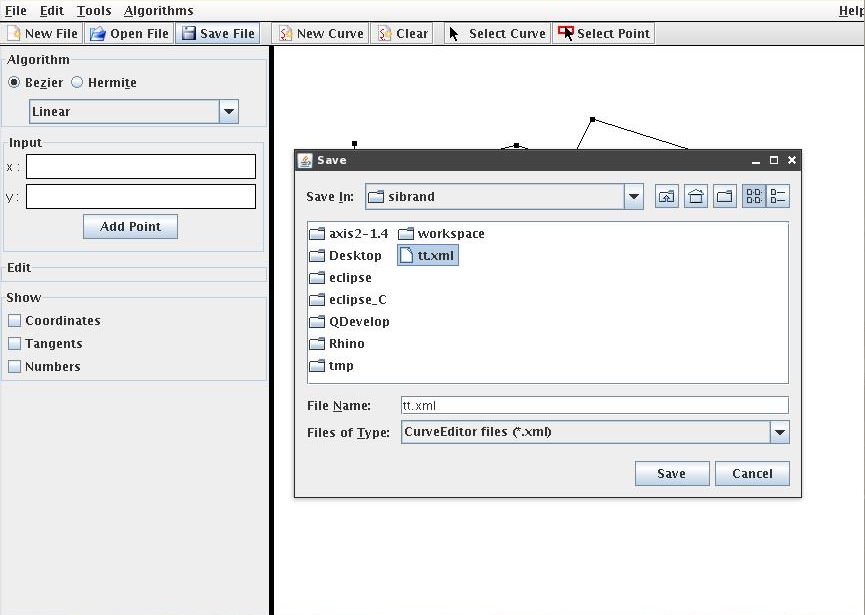 File Edit Tools Algorithms Help
New File Open File Save File New Curve Clear Select Curve Select Point
Algorithm
Bezier Hermite
Linear
Input
x :
y :
Add Point
Edit
Show
Coordinates
Tangents
Numbers
Save
Save In: sibrand
axis2-1.4 workspace
Desktop tt.xml
eclipse
eclipse_C
QDevelop
Rhino
tmp
File Name: tt.xml
Files of Type: CurveEditor files (*.xml)
Save Cancel